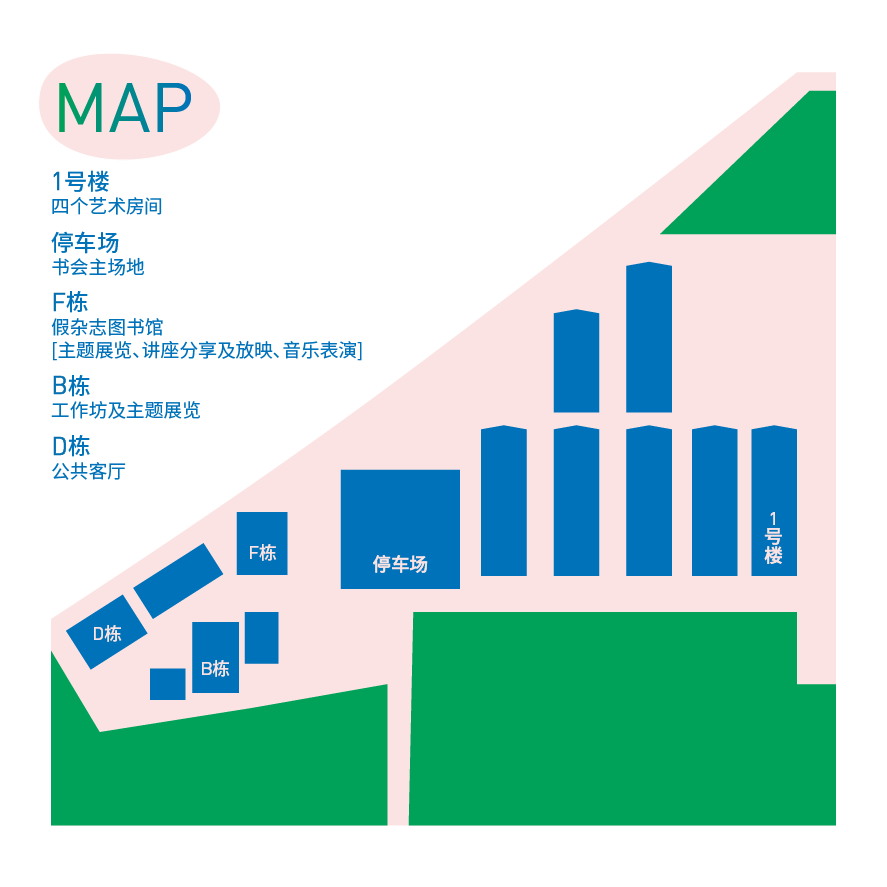 MAP
1号楼
四个艺术房间
停车场
书会主场地
F栋
假杂志图书馆
[主题展览、讲座分享及放映、音乐表演]
B栋
工作坊及主题展览
D栋
公共客厅
1号楼
F栋
停车场
D栋
B栋